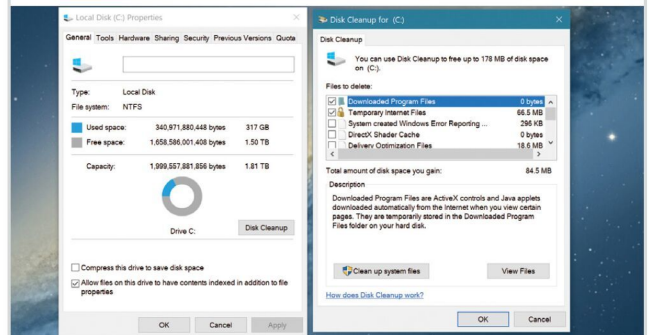 Local Disk (C:) Properties
General Tools Hardware Sharing Security Previous Versions Quota
Type: Local Disk
File system: NTFS
Used space: 340,971,880,448 bytes 317 GB
Free space: 1,658,586,001,408 bytes 1.50 TB
Capacity: 1,999,557,881,856 bytes 1.81 TB
Drive C:
Disk Cleanup
Compress this drive to save disk space
Allow files on this drive to have contents indexed in addition to file
properties
OK Cancel Apply
Disk Cleanup for (C:)
Disk Cleanup
You can use Disk Cleanup to free up to 178 MB of disk space
on (C:).
Files to delete:
Downloaded Program Files 0 bytes
Temporary Internet Files 66.5 MB
System created Windows Error Reporting ... 296 KB
DirectX Shader Cache 0 bytes
Delivery Optimization Files 18.6 MB
Total amount of disk space you gain: 84.5 MB
Description
Downloaded Program Files are ActiveX controls and Java applets
downloaded automatically from the Internet when you view certain
pages. They are temporarily stored in the Downloaded Program
Files folder on your hard disk.
Clean up system files
View Files
How does Disk Cleanup work?
OK Cancel